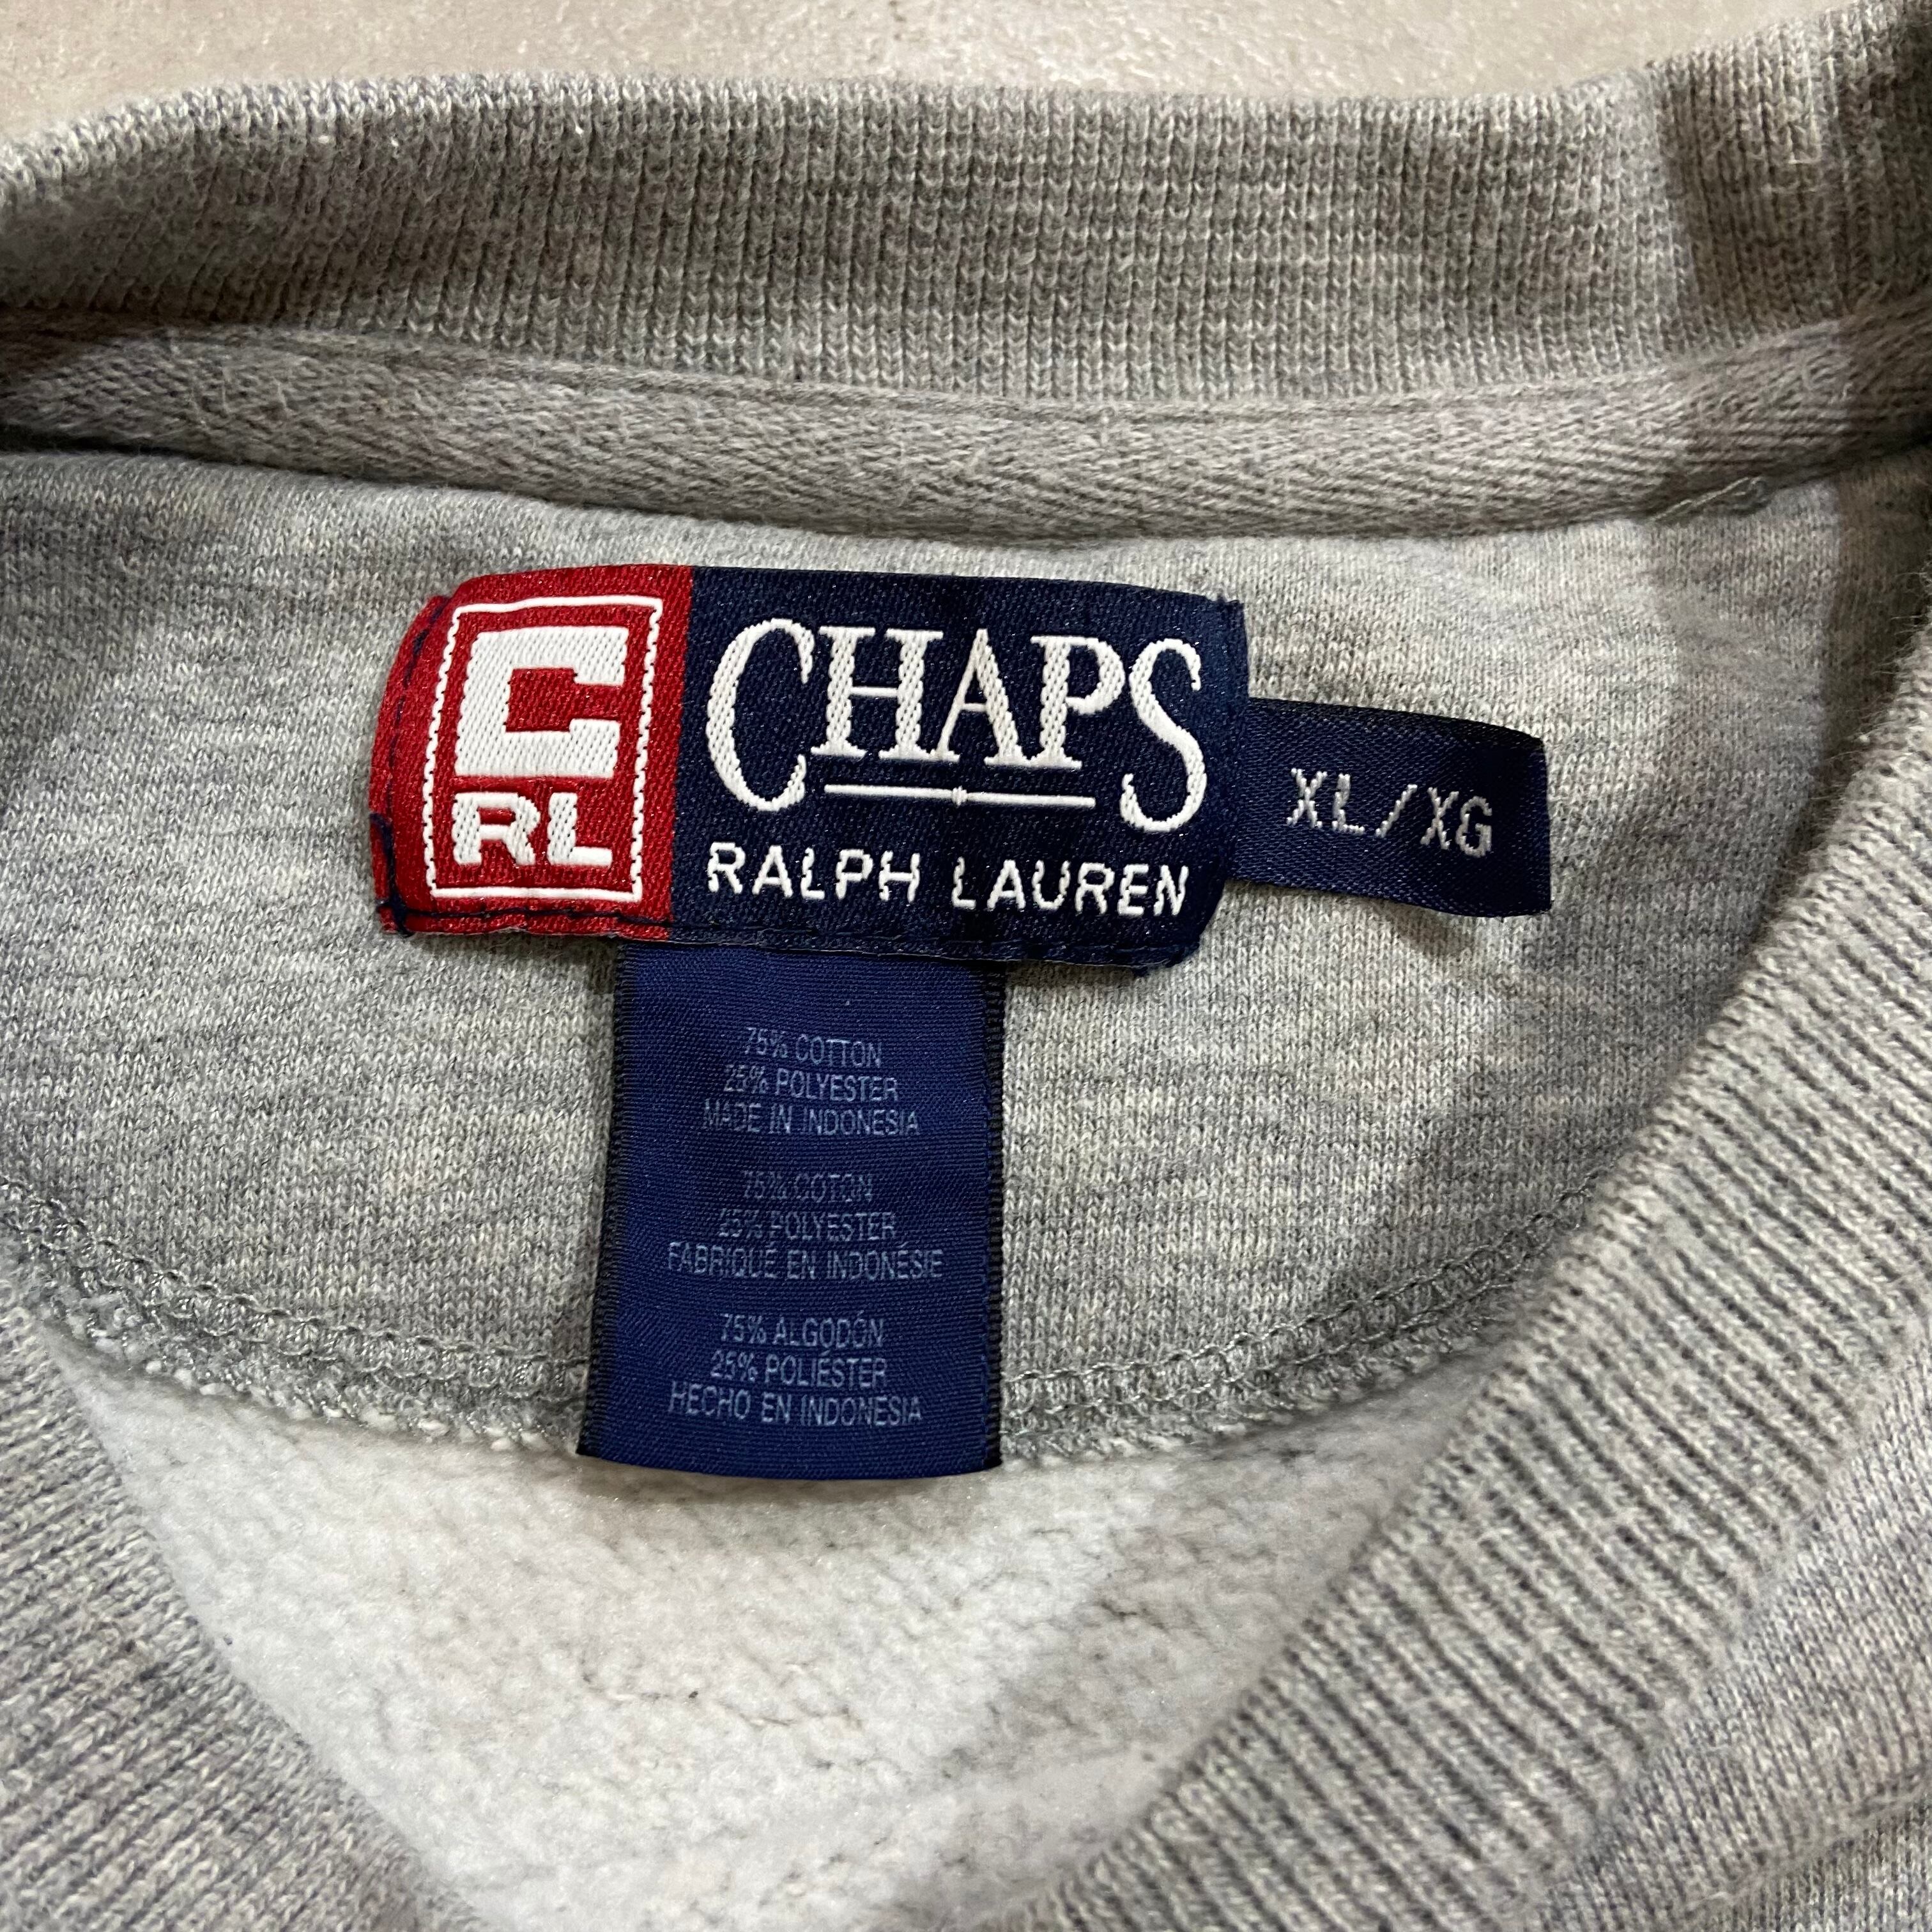 C
RL
CHAPS
RALPH LAUREN
XL/XG
75% COTTON
25% POLYESTER
MADE IN INDONESIA
75% COTON
25% POLYESTER
FABRIQUÉ EN INDONÉSIE
75% ALGODÓN
25% POLIÉSTER
HECHO EN INDONESIA